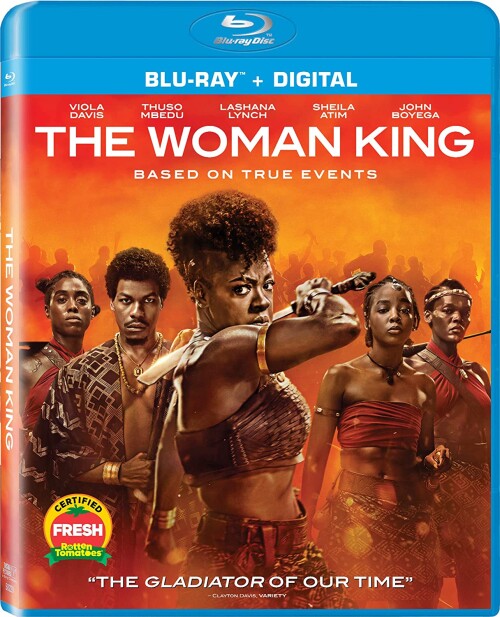 Blu-ray Disc
BLU-RAY™ + DIGITAL
VIOLA DAVIS
THUSO MBEDU
LASHANA LYNCH
SHEILA ATIM
JOHN BOYEGA
THE WOMAN KING
BASED ON TRUE EVENTS
THE WOMAN KING
CERTIFIED
FRESH
Rotten
Tomatoes®
“THE GLADIATOR OF OUR TIME”
– CLAYTON DAVIS, VARIETY